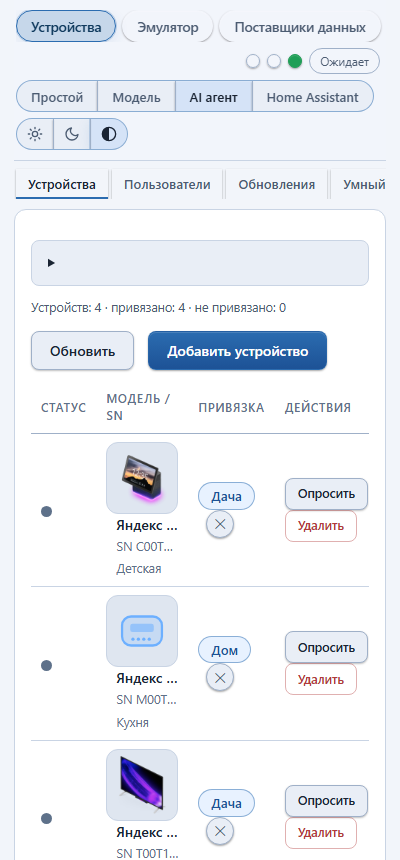 Устройства
Эмулятор
Поставщики данных
Ожидает
Простой
Модель
AI агент
Home Assistant
Устройства
Пользователи
Обновления
Умный
Устройств: 4 · привязано: 4 · не привязано: 0
Обновить
Добавить устройство
СТАТУС
МОДЕЛЬ /
SN
ПРИВЯЗКА
ДЕЙСТВИЯ
Яндекс ...
SN C00T...
Детская
Дача
Опросить
Удалить
Яндекс ...
SN M00T...
Кухня
Дом
Опросить
Удалить
Яндекс ...
SN T00T1...
Дача
Опросить
Удалить